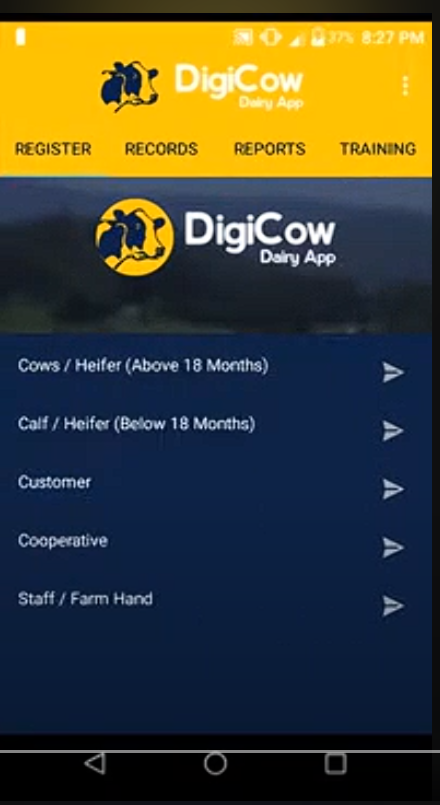 37% 8:27 PM
DigiCow
Dairy App
REGISTER RECORDS REPORTS TRAINING
DigiCow
Dairy App
Cows / Heifer (Above 18 Months)
Calf / Heifer (Below 18 Months)
Customer
Cooperative
Staff / Farm Hand